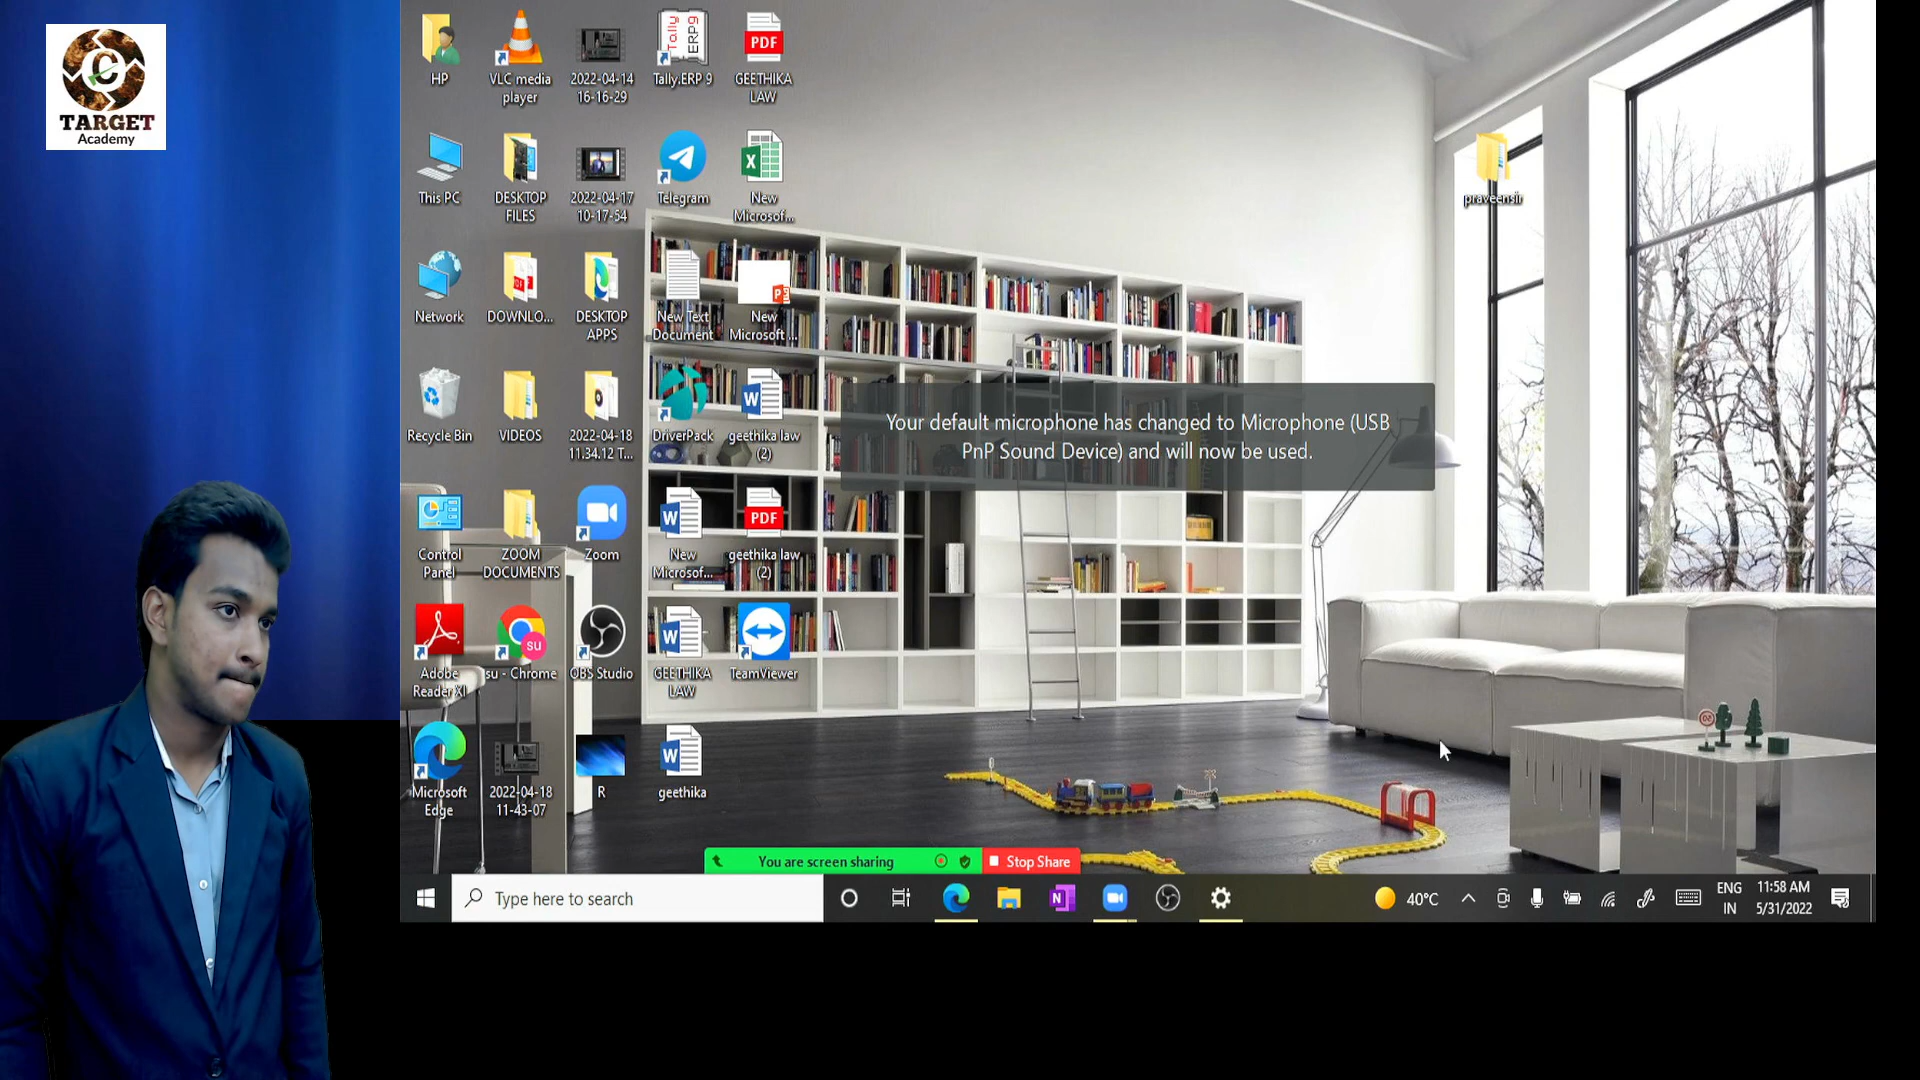 TARGET
Academy
HP
VLC media
player
2022-04-14
16-16-29
Tally
ERP9
Tally.ERP 9
PDF
GEETHIKA
LAW
This PC
DESKTOP
FILES
2022-04-17
10-17-54
Telegram
New
Microsof...
praveensir
Network
DOWNLO...
DESKTOP
APPS
New Text
Document
New
Microsoft ...
Recycle Bin
VIDEOS
2022-04-18
11.34.12 T...
DriverPack
geethika law
(2)
Your default microphone has changed to Microphone (USB
PnP Sound Device) and will now be used.
Control
Panel
ZOOM
DOCUMENTS
Zoom
New
Microsof...
PDF
geethika law
(2)
Adobe
Reader XI
su
su - Chrome
OBS Studio
GEETHIKA
LAW
TeamViewer
Microsoft
Edge
2022-04-18
11-43-07
R
geethika
You are screen sharing
Stop Share
Type here to search
40°C
ENG
IN
11:58 AM
5/31/2022